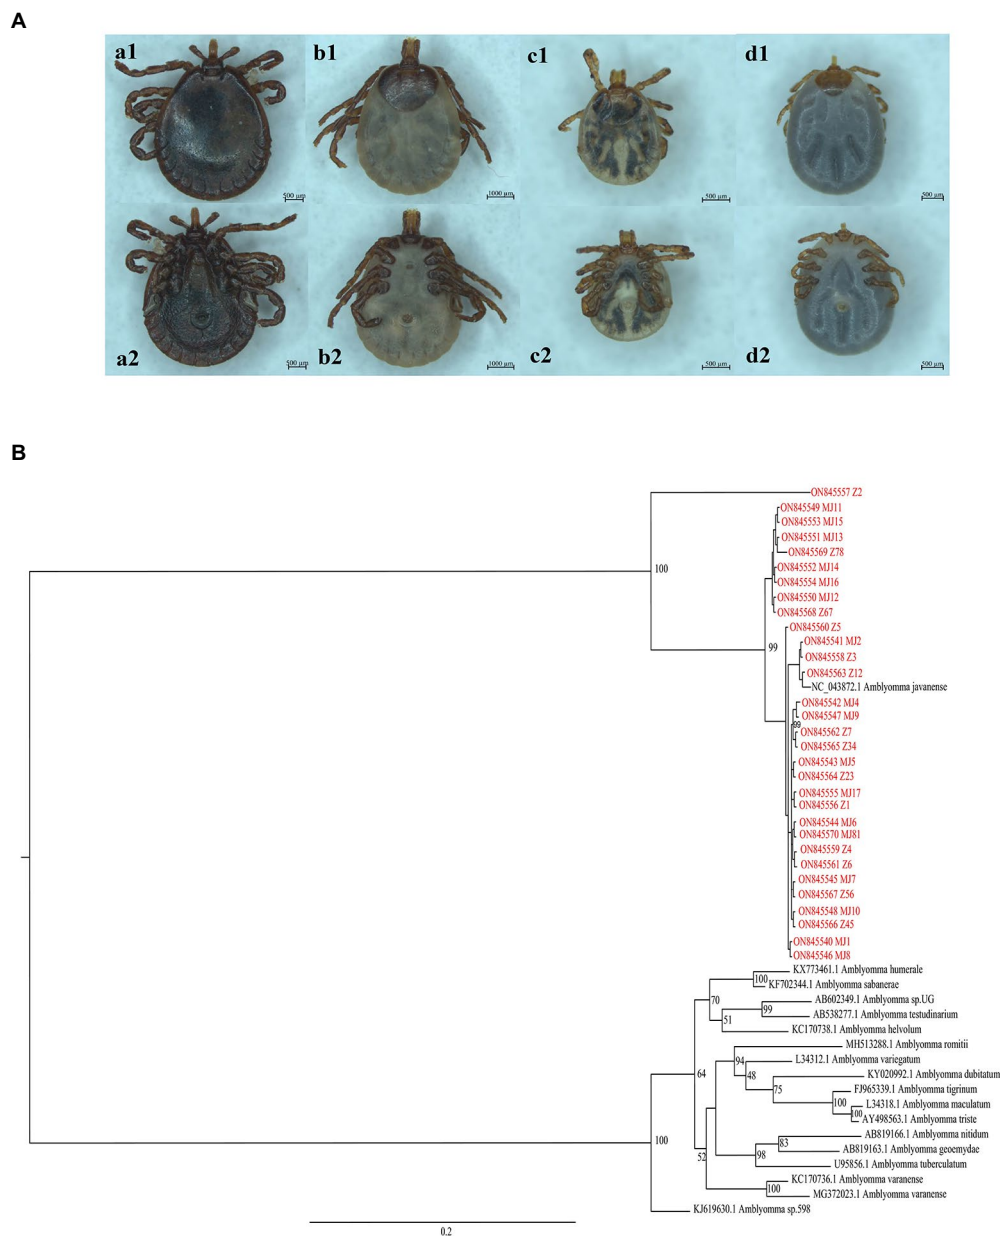 A
a1
b1
c1
d1
500 µm
1000 µm
500 µm
500 µm
a2
b2
c2
d2
500 µm
1000 µm
500 µm
500 µm
B
ON845557 Z2
ON845549 MJ11
ON845553 MJ15
ON845551 MJ13
ON845569 Z78
100
ON845552 MJ14
ON845554 MJ16
ON845550 MJ12
ON845568 Z67
ON845560 Z5
ON845541 MJ2
99
ON845558 Z3
ON845563 Z12
NC_043872.1 Amblyomma javanense
ON845542 MJ4
ON845547 MJ9
99
ON845562 Z7
ON845565 Z34
ON845543 MJ5
ON845564 Z23
ON845555 MJ17
ON845556 Z1
ON845544 MJ6
ON845570 MJ81
ON845559 Z4
ON845561 Z6
ON845545 MJ7
ON845567 Z56
ON845548 MJ10
ON845566 Z45
ON845540 MJ1
ON845546 MJ8
KX773461.1 Amblyomma humerale
100
KF702344.1 Amblyomma sabanerae
70
AB602349.1 Amblyomma sp.UG
99
AB538277.1 Amblyomma testudinarium
51
KC170738.1 Amblyomma helvolum
MH513288.1 Amblyomma romitii
94
L34312.1 Amblyomma variegatum
64
48
KY020992.1 Amblyomma dubitatum
75
FJ965339.1 Amblyomma tigrinum
100
L34318.1 Amblyomma maculatum
100
AY498563.1 Amblyomma triste
AB819166.1 Amblyomma nitidum
100
83
AB819163.1 Amblyomma geoemydae
52
98
U95856.1 Amblyomma tuberculatum
KC170736.1 Amblyomma varanense
100
MG372023.1 Amblyomma varanense
KJ619630.1 Amblyomma sp.598
0.2